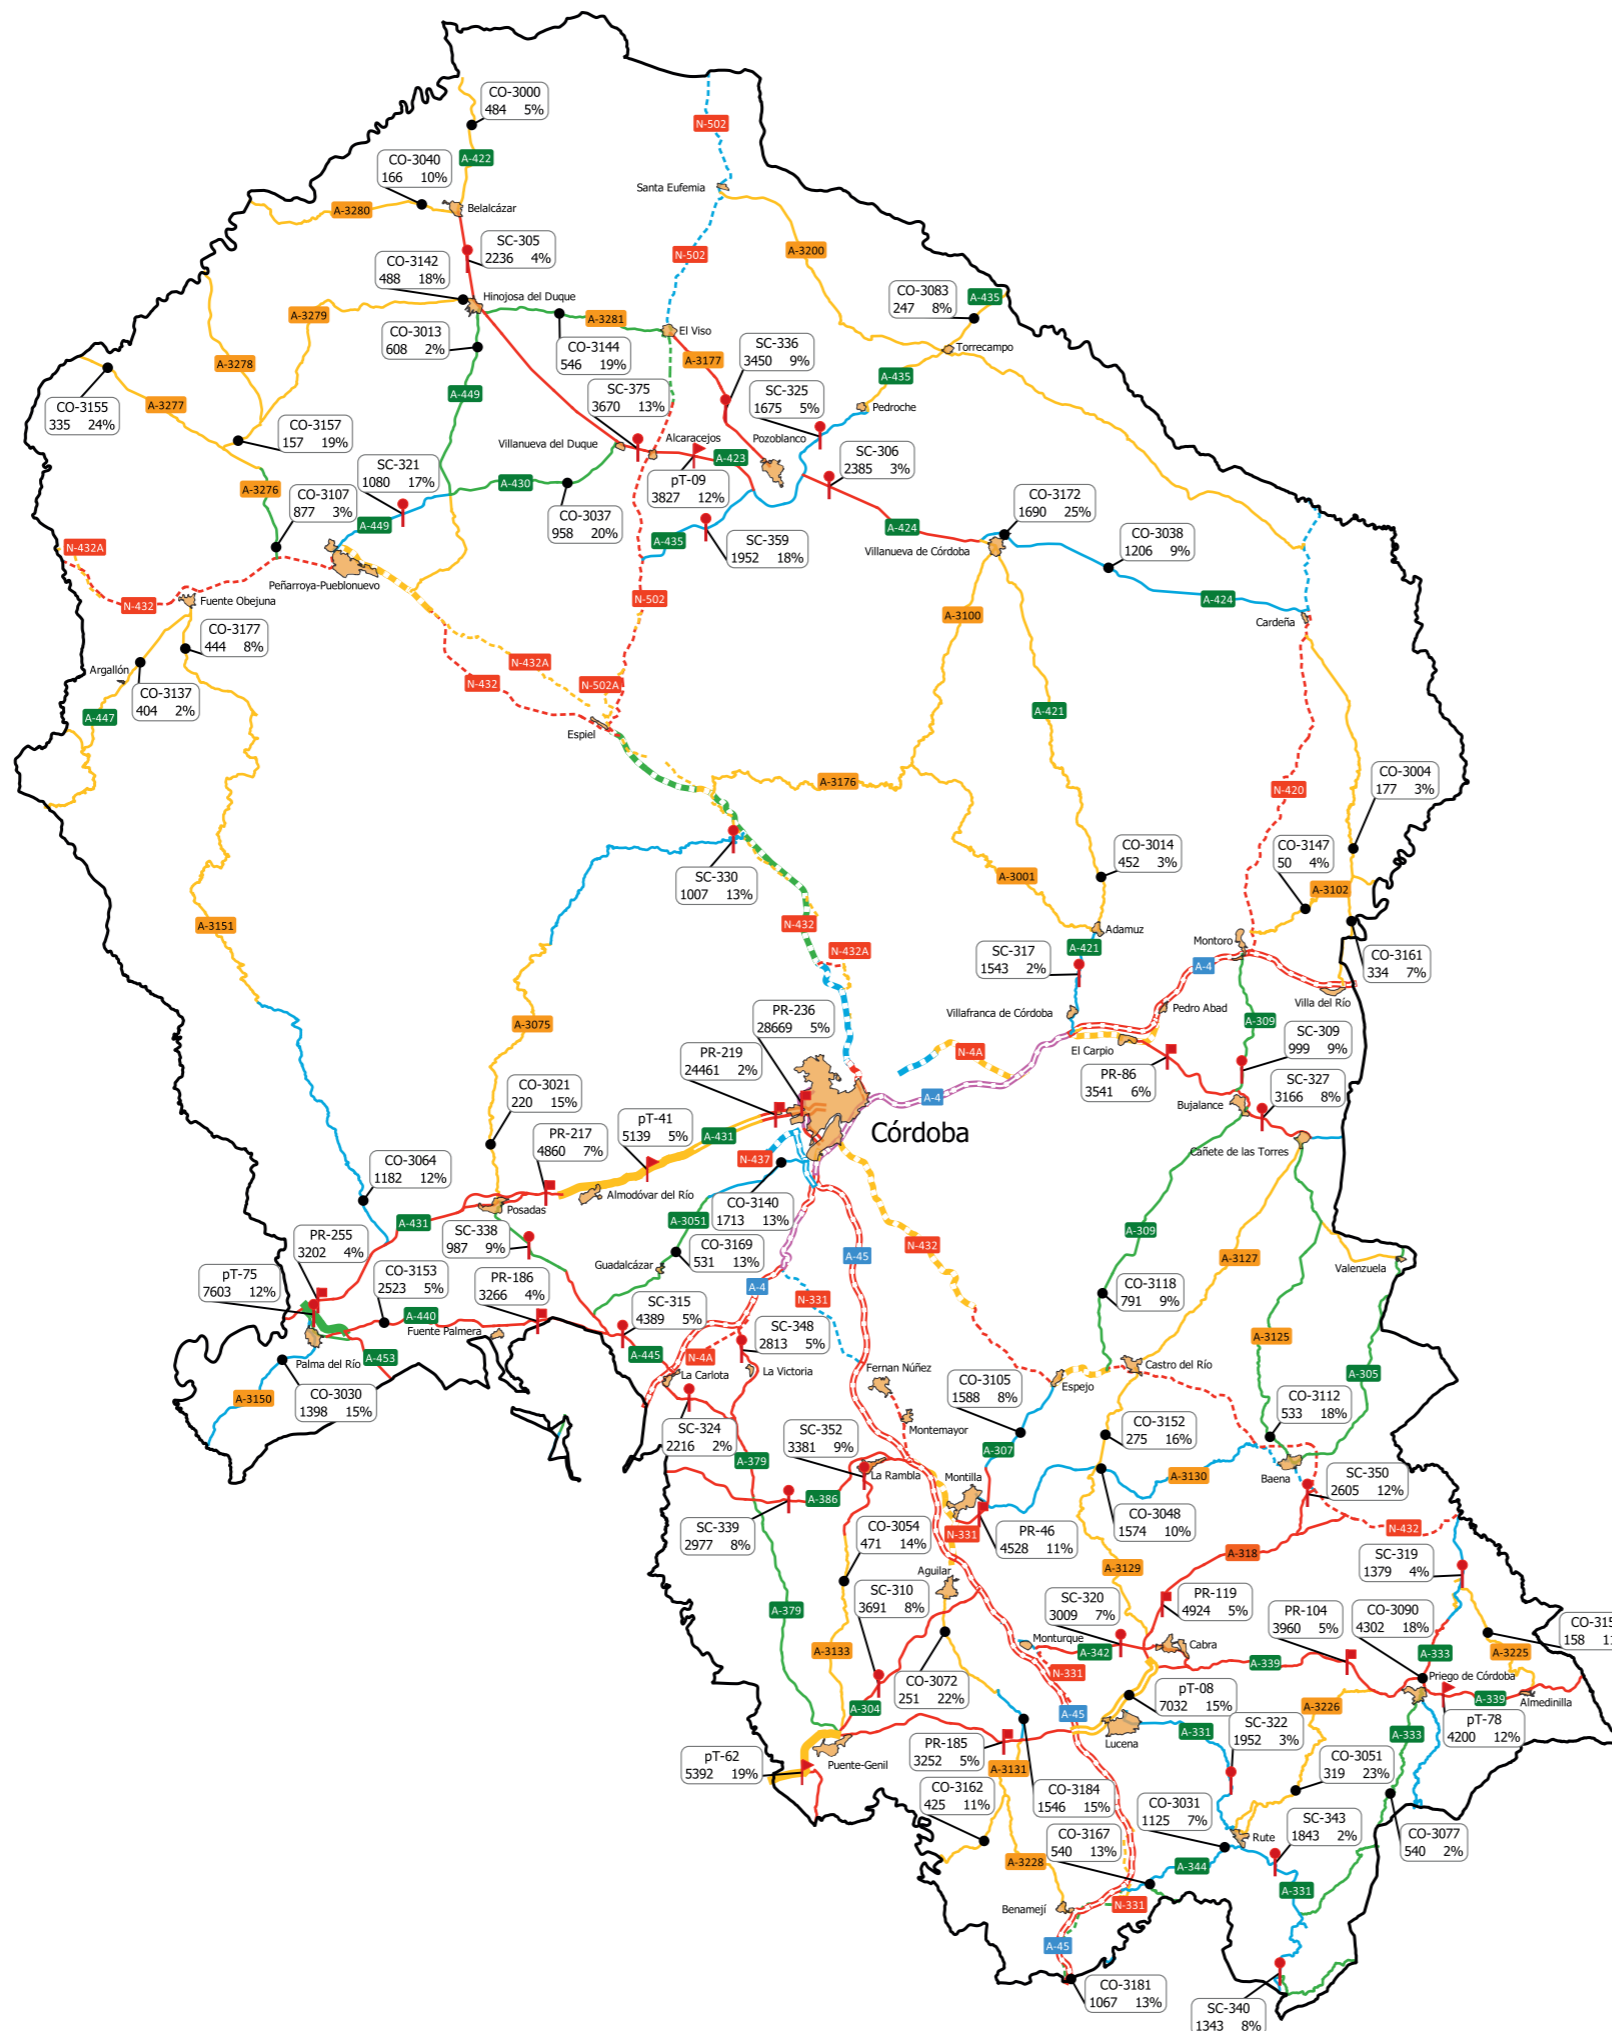 CO-3000
484 5%
N-502
A-422
CO-3040
166 10%
Santa Eufemia
A-3280
Belalcázar
SC-305
2236 4%
N-502
A-3200
CO-3142
488 18%
Hinojosa del Duque
CO-3083
247 8%
A-435
A-3279
A-3281
El Viso
CO-3013
608 2%
CO-3144
546 19%
A-3177
SC-336
3450 9%
Torrecampo
A-3278
A-435
A-449
SC-375
3670 13%
SC-325
1675 5%
Pedroche
CO-3155
335 24%
A-3277
CO-3157
157 19%
Villanueva del Duque
Alcaracejos
Pozoblanco
A-423
SC-321
1080 17%
SC-306
2385 3%
A-3276
CO-3107
877 3%
A-430
pT-09
3827 12%
CO-3172
1690 25%
A-449
CO-3037
958 20%
A-435
SC-359
1952 18%
A-424
Villanueva de Córdoba
CO-3038
1206 9%
N-432A
Peñarroya-Pueblonuevo
N-432
Fuente Obejuna
N-502
A-424
A-3100
Cardeña
CO-3177
444 8%
Argallón
N-432A
N-432
N-502A
CO-3137
404 2%
A-447
A-421
Espiel
A-3176
N-420
CO-3004
177 3%
CO-3014
452 3%
CO-3147
50 4%
SC-330
1007 13%
A-3001
A-3102
A-3151
N-432
Adamuz
N-432A
SC-317
1543 2%
A-421
Montoro
A-4
CO-3161
334 7%
Villa del Río
A-3075
PR-236
28669 5%
Villafranca de Córdoba
Pedro Abad
A-309
PR-219
24461 2%
N-4A
El Carpio
SC-309
999 9%
PR-86
3541 6%
SC-327
3166 8%
CO-3021
220 15%
A-4
Bujalance
pT-41
5139 5%
Córdoba
PR-217
4860 7%
A-431
N-437
Cañete de las Torres
CO-3064
1182 12%
Almodóvar del Río
Posadas
CO-3140
1713 13%
A-431
A-3051
A-309
SC-338
987 9%
PR-255
3202 4%
A-45
N-432
A-3127
CO-3169
531 13%
Valenzuela
pT-75
7603 12%
CO-3153
2523 5%
PR-186
3266 4%
Guadalcázar
A-4
N-331
CO-3118
791 9%
A-440
Fuente Palmera
SC-315
4389 5%
SC-348
2813 5%
A-3125
Palma del Río
A-453
A-445
N-4A
La Victoria
Fernan Núñez
Castro del Río
A-3150
La Carlota
CO-3105
1588 8%
Espejo
A-305
CO-3030
1398 15%
CO-3112
533 18%
SC-324
2216 2%
SC-352
3381 9%
Montemayor
CO-3152
275 16%
A-379
La Rambla
A-307
Montilla
A-3130
Baena
A-386
SC-350
2605 12%
SC-339
2977 8%
N-331
PR-46
4528 11%
CO-3048
1574 10%
N-432
CO-3054
471 14%
A-318
SC-319
1379 4%
A-3129
Aguilar
SC-310
3691 8%
A-379
SC-320
3009 7%
PR-119
4924 5%
PR-104
3960 5%
CO-3090
4302 18%
A-3133
Monturque
A-342
Cabra
A-339
A-333
A-3225
N-331
Priego de Córdoba
CO-3072
251 22%
pT-08
7032 15%
A-304
A-45
A-3226
A-339
Almedinilla
Lucena
A-331
SC-322
1952 3%
A-333
pT-78
4200 12%
PR-185
3252 5%
pT-62
5392 19%
Puente-Genil
A-3131
CO-3051
319 23%
CO-3162
425 11%
CO-3184
1546 15%
CO-3031
1125 7%
SC-343
1843 2%
CO-3167
540 13%
Rute
CO-3077
540 2%
A-3228
A-344
A-331
Benamejí
N-331
A-45
CO-3181
1067 13%
SC-340
1343 8%